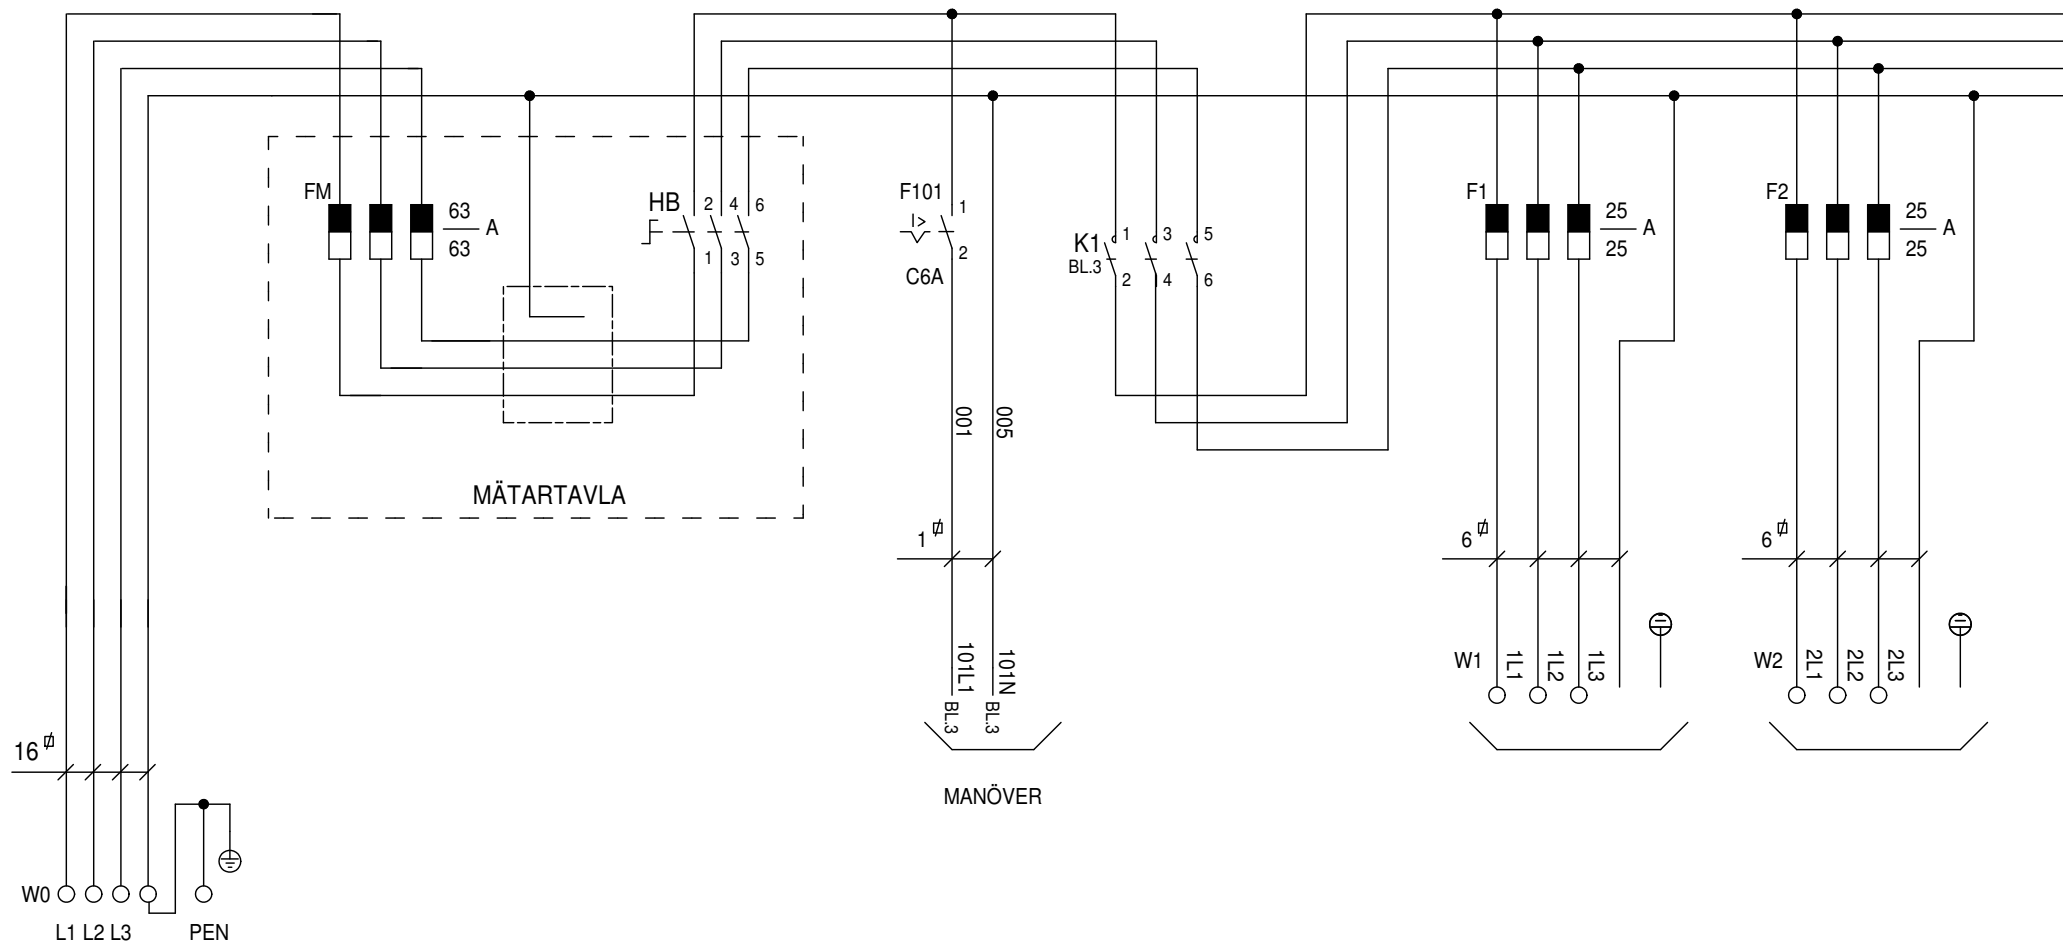 FM
63
63
A
HB
2 4 6
1 3 5
MÄTARTAVLA
F101
1
I>
2
C6A
K1
BL.3
1 3 5
2 4 6
001
005
1
101L1
101N
BL.3
BL.3
MANÖVER
F1
25
25
A
6
W1
1L1
1L2
1L3
F2
25
25
A
6
W2
2L1
2L2
2L3
16
W0
L1 L2 L3
PEN